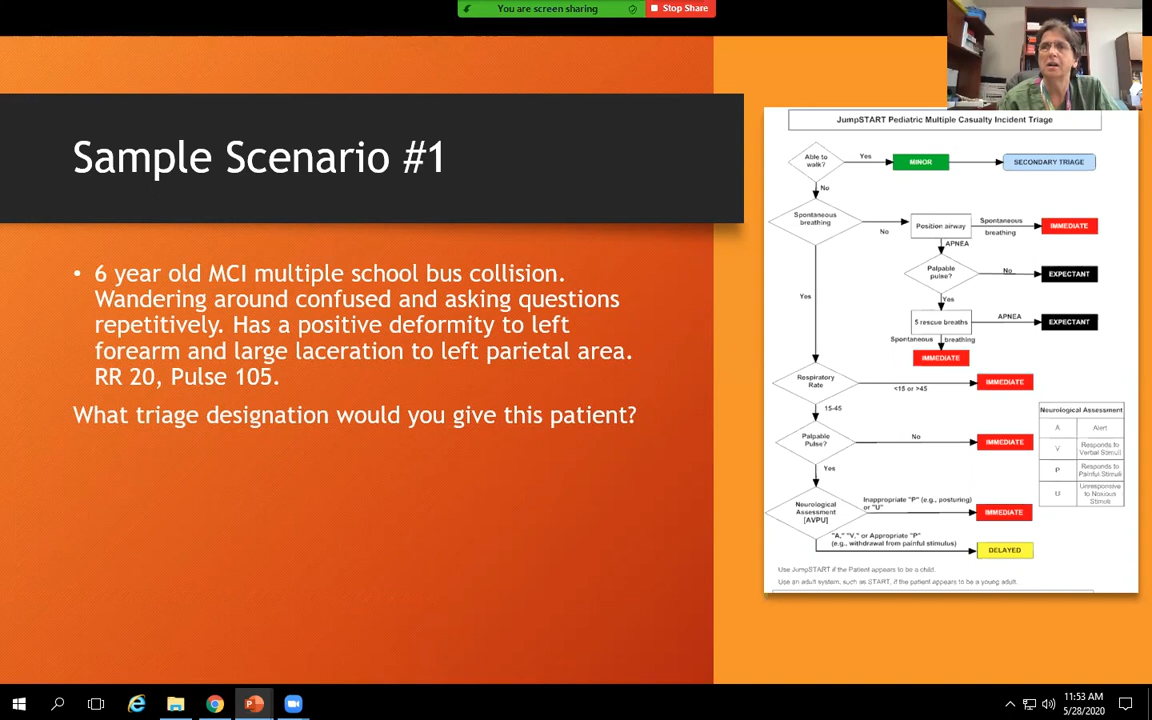 You are screen sharing
Stop Share
Sample Scenario #1
• 6 year old MCI multiple school bus collision.
Wandering around confused and asking questions
repetitively. Has a positive deformity to left
forearm and large laceration to left parietal area.
RR 20, Pulse 105.
What triage designation would you give this patient?
JumpSTART Pediatric Multiple Casualty Incident Triage
Able to
walk?
Yes
MINOR
SECONDARY TRIAGE
No
Spontaneous
breathing
No
Position airway
Spontaneous
breathing
IMMEDIATE
APNEA
Palpable
pulse?
No
EXPECTANT
Yes
Yes
5 rescue breaths
APNEA
EXPECTANT
Spontaneous breathing
IMMEDIATE
Respiratory
Rate
<15 or >45
IMMEDIATE
15-45
Palpable
Pulse?
No
IMMEDIATE
Yes
Neurological
Assessment
[AVPU]
Inappropriate "P" (e.g., posturing)
or "U"
IMMEDIATE
"A," "V," or Appropriate "P"
(e.g., withdrawal from painful stimulus)
DELAYED
Neurological Assessment
A Alert
V Responds to
Verbal Stimuli
P Responds to
Painful Stimuli
U Unresponsive
to Noxious
Stimuli
Use JumpSTART if the Patient appears to be a child.
Use an adult system, such as START, if the patient appears to be a young adult.
11:53 AM
5/28/2020